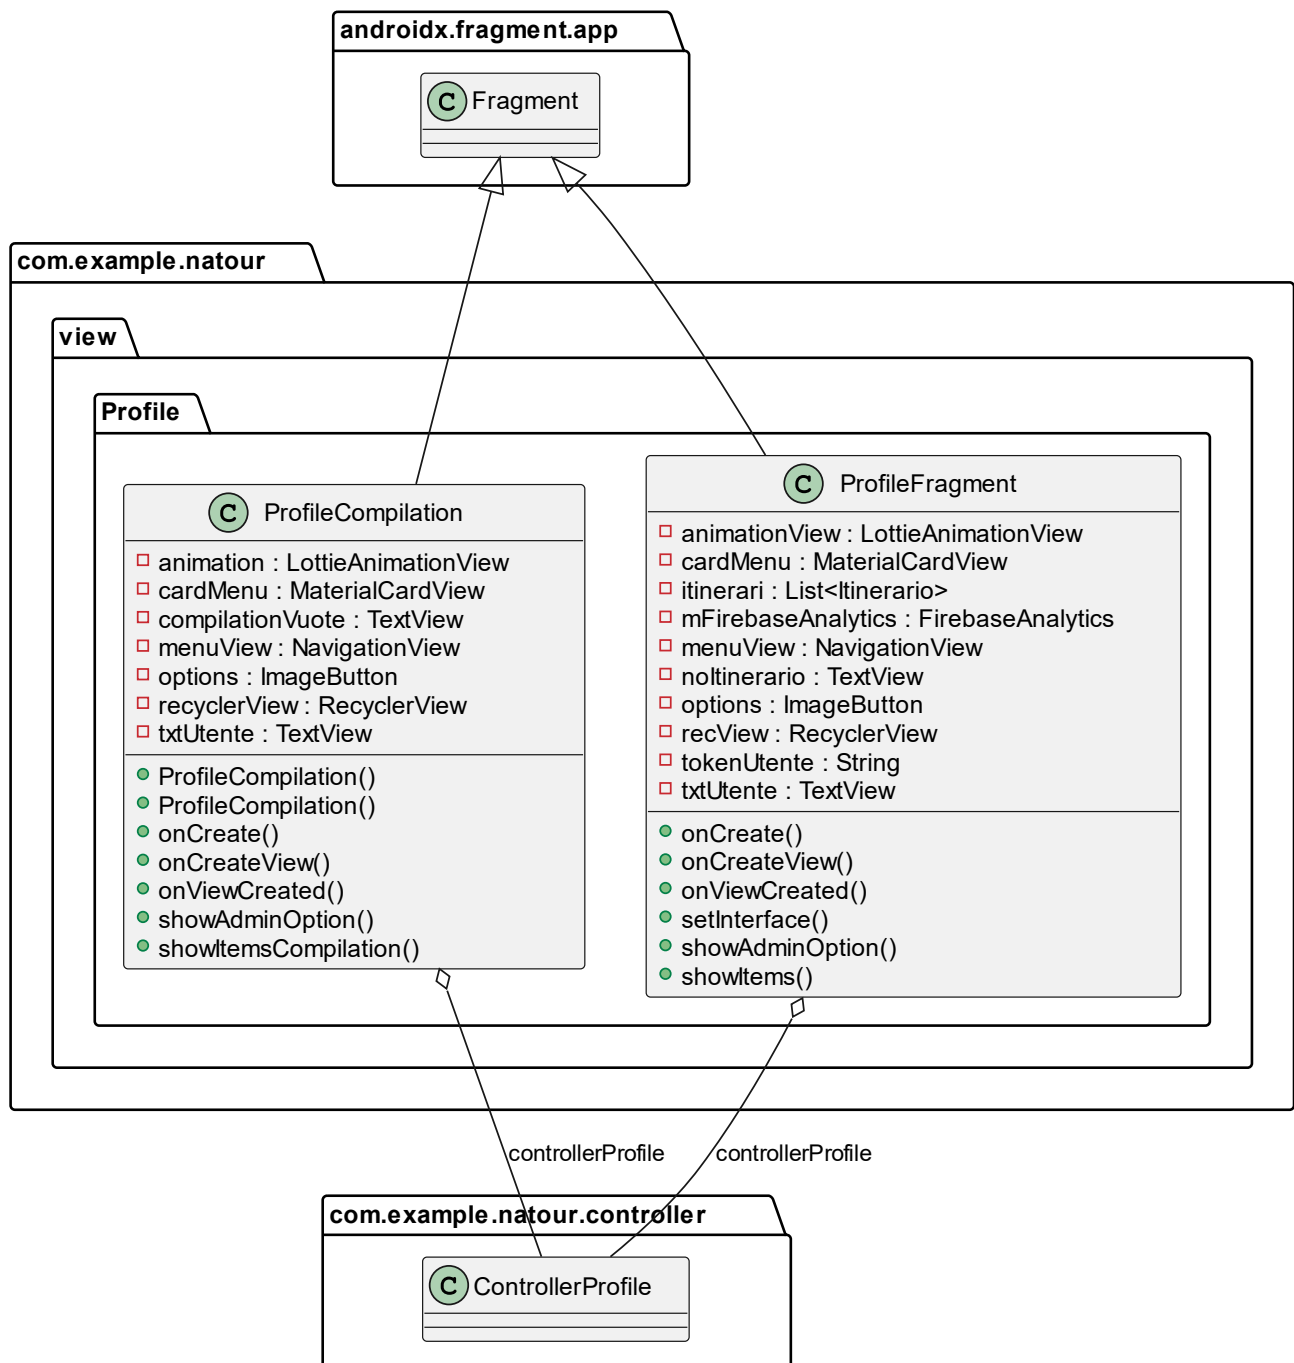 androidx.fragment.app
C Fragment
com.example.natour
view
Profile
C ProfileCompilation
animation : LottieAnimationView
cardMenu : MaterialCardView
compilationVuote : TextView
menuView : NavigationView
options : ImageButton
recyclerView : RecyclerView
txtUtente : TextView
ProfileCompilation()
ProfileCompilation()
onCreate()
onCreateView()
onViewCreated()
showAdminOption()
showItemsCompilation()
C ProfileFragment
animationView : LottieAnimationView
cardMenu : MaterialCardView
itinerari : List<Itinerario>
mFirebaseAnalytics : FirebaseAnalytics
menuView : NavigationView
noItinerario : TextView
options : ImageButton
recView : RecyclerView
tokenUtente : String
txtUtente : TextView
onCreate()
onCreateView()
onViewCreated()
setInterface()
showAdminOption()
showItems()
controllerProfile
controllerProfile
com.example.natour.controller
C ControllerProfile